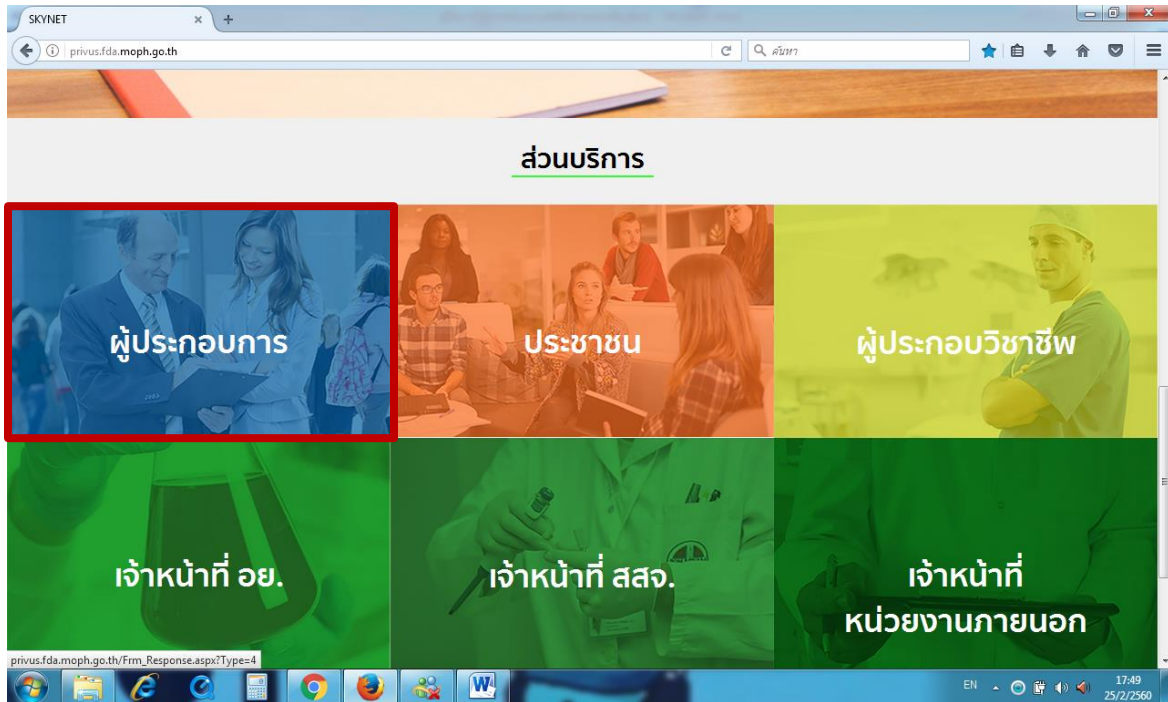 SKYNET
privus.fda.moph.go.th
ค้นหา
ส่วนบริการ
ผู้ประกอบการ
ประชาชน
ผู้ประกอบวิชาชีพ
เจ้าหน้าที่ อย.
เจ้าหน้าที่ สสจ.
เจ้าหน้าที่
หน่วยงานภายนอก
privus.fda.moph.go.th/Frm_Response.aspx?Type=4
EN
17:49
25/2/2560